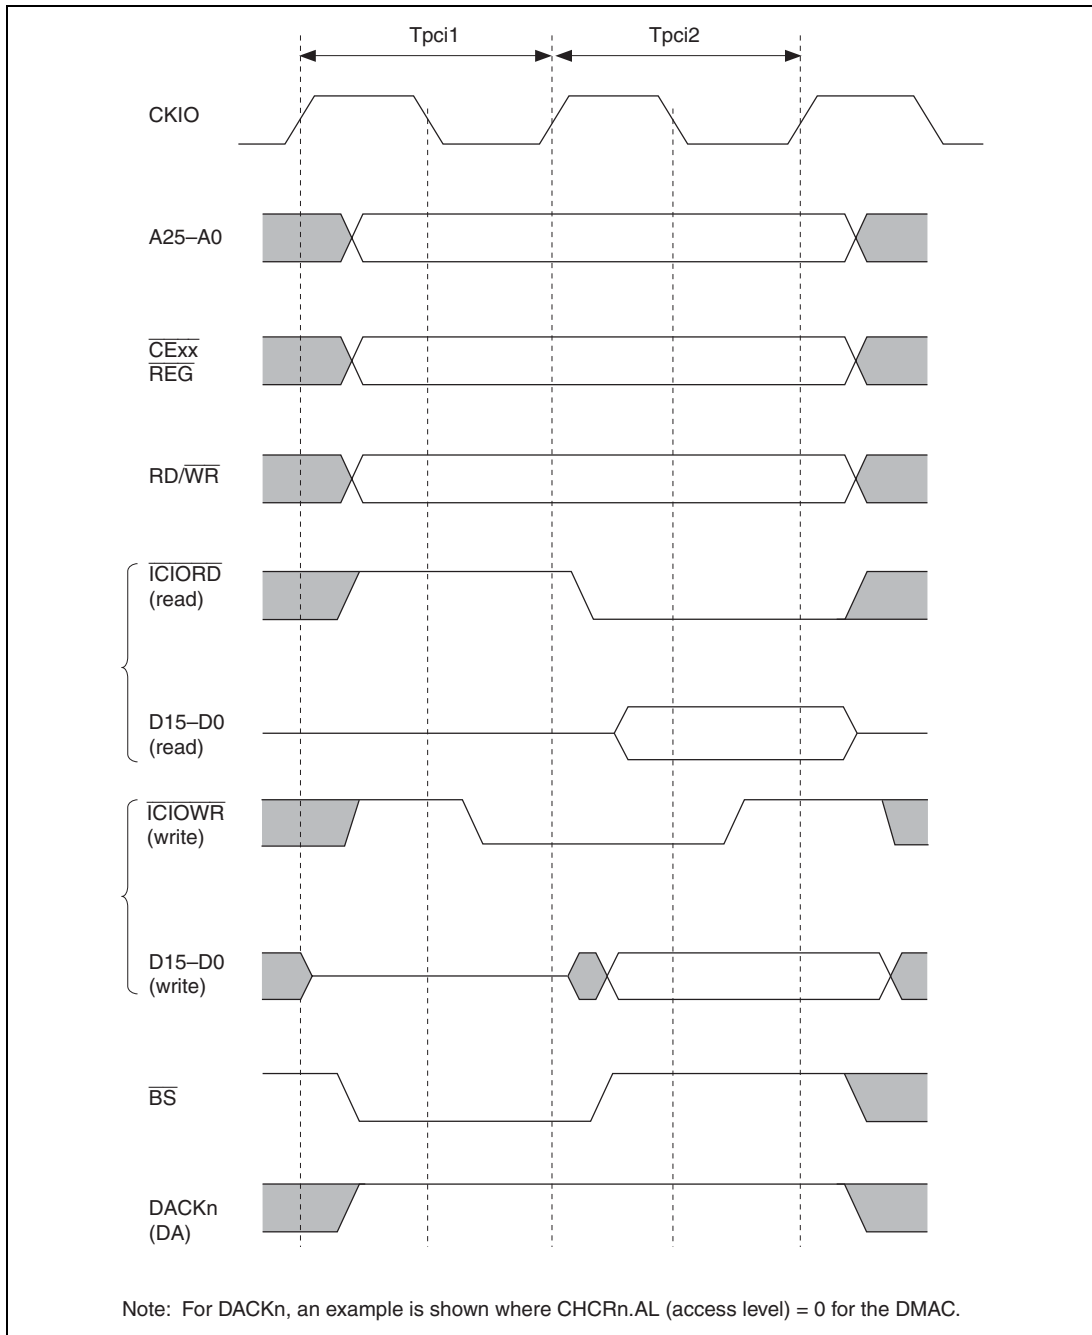 Tpci1 Tpci2
CKIO
A25–A0
CExx
REG
RD/WR
ICIORD
(read)
D15–D0
(read)
ICIOWR
(write)
D15–D0
(write)
BS
DACKn
(DA)
Note: For DACKn, an example is shown where CHCRn.AL (access level) = 0 for the DMAC.